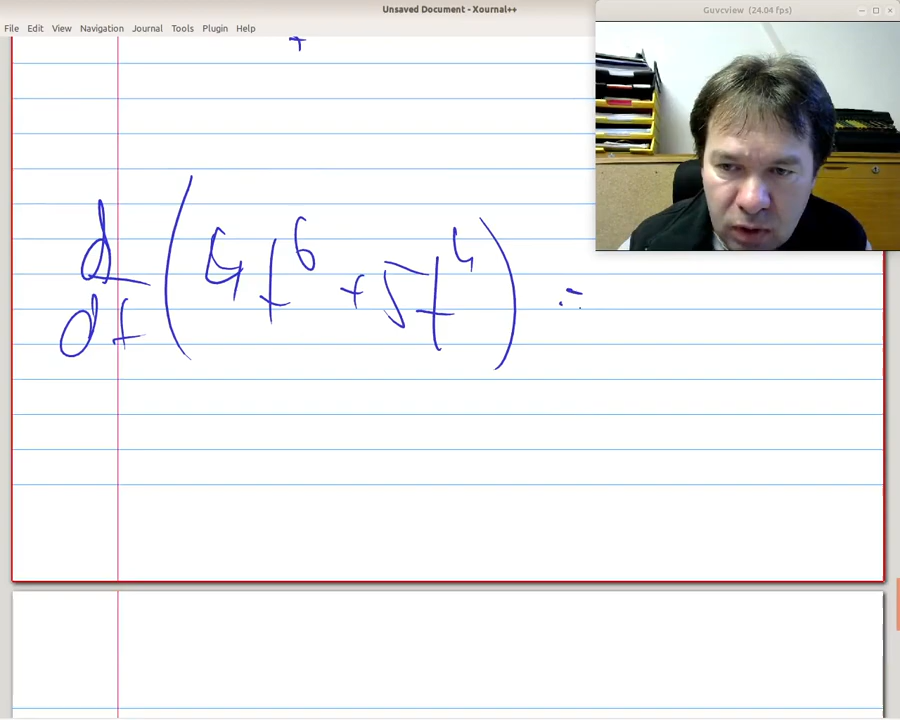 Unsaved Document - Xournal++
Guvcview (24.04 fps)
File Edit View Navigation Journal Tools Plugin Help
d/dt (4t^6 + 5t^4) =